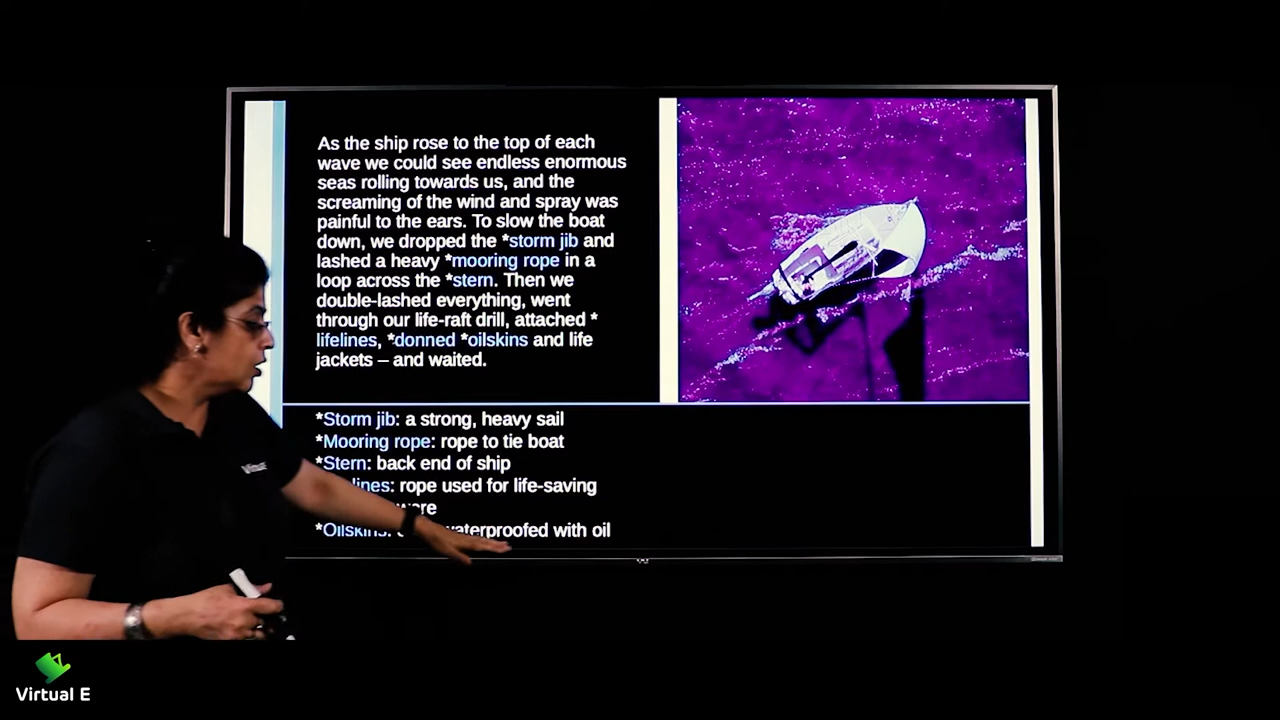 As the ship rose to the top of each
wave we could see endless enormous
seas rolling towards us, and the
screaming of the wind and spray was
painful to the ears. To slow the boat
down, we dropped the *storm jib and
lashed a heavy *mooring rope in a
loop across the *stern. Then we
double-lashed everything, went
through our life-raft drill, attached *
lifelines, *donned *oilskins and life
jackets – and waited.
*Storm jib: a strong, heavy sail
*Mooring rope: rope to tie boat
*Stern: back end of ship
lines: rope used for life-saving
*Oilskins: waterproofed with oil
Virtual E